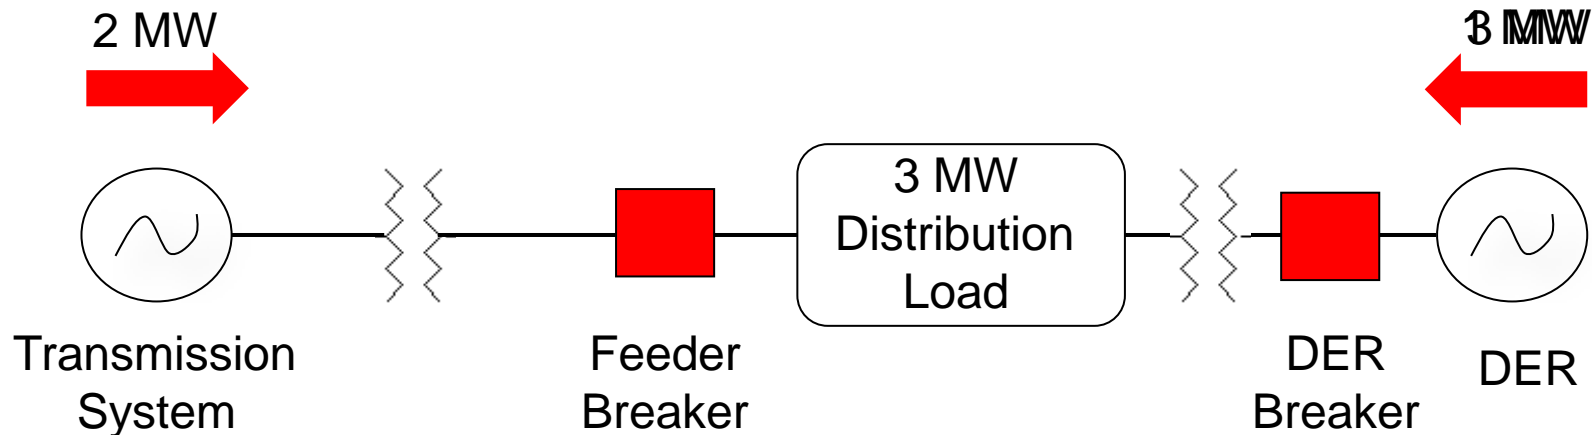 2 MW
3 MW
Distribution
Load
Transmission
System
Feeder
Breaker
DER
Breaker
DER